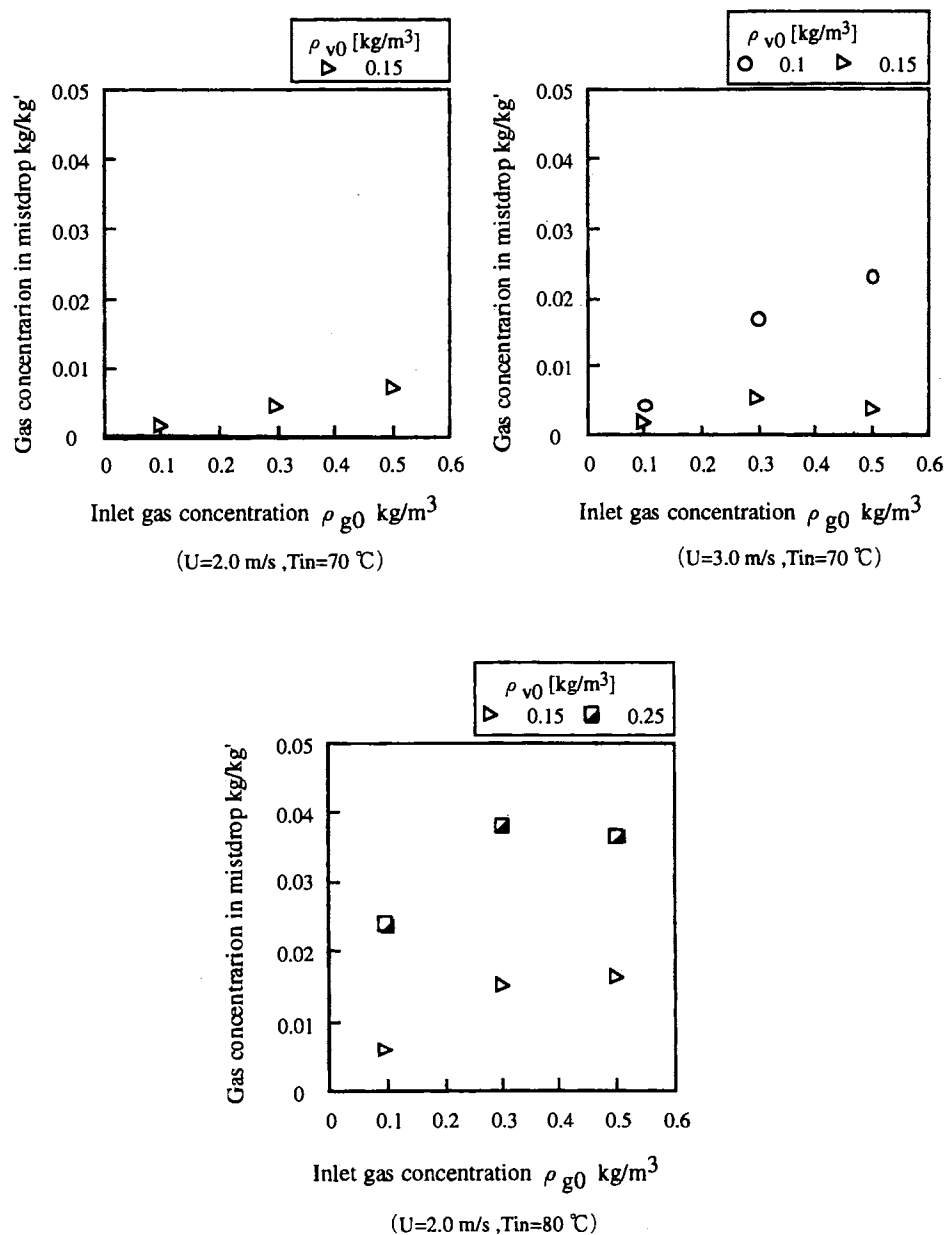 ρ v0 [kg/m3]
▷ 0.15
0.05
0.04
0.03
0.02
0.01
0
0 0.1 0.2 0.3 0.4 0.5 0.6
Gas concentrarion in mistdrop kg/kg'
Inlet gas concentration ρ g0 kg/m3
(U=2.0 m/s ,Tin=70 ℃)
ρ v0 [kg/m3]
○ 0.1 ▷ 0.15
0.05
0.04
0.03
0.02
0.01
0
0 0.1 0.2 0.3 0.4 0.5 0.6
Gas concentrarion in mistdrop kg/kg'
Inlet gas concentration ρ g0 kg/m3
(U=3.0 m/s ,Tin=70 ℃)
ρ v0 [kg/m3]
▷ 0.15 ◪ 0.25
0.05
0.04
0.03
0.02
0.01
0
0 0.1 0.2 0.3 0.4 0.5 0.6
Gas concentrarion in mistdrop kg/kg'
Inlet gas concentration ρ g0 kg/m3
(U=2.0 m/s ,Tin=80 ℃)